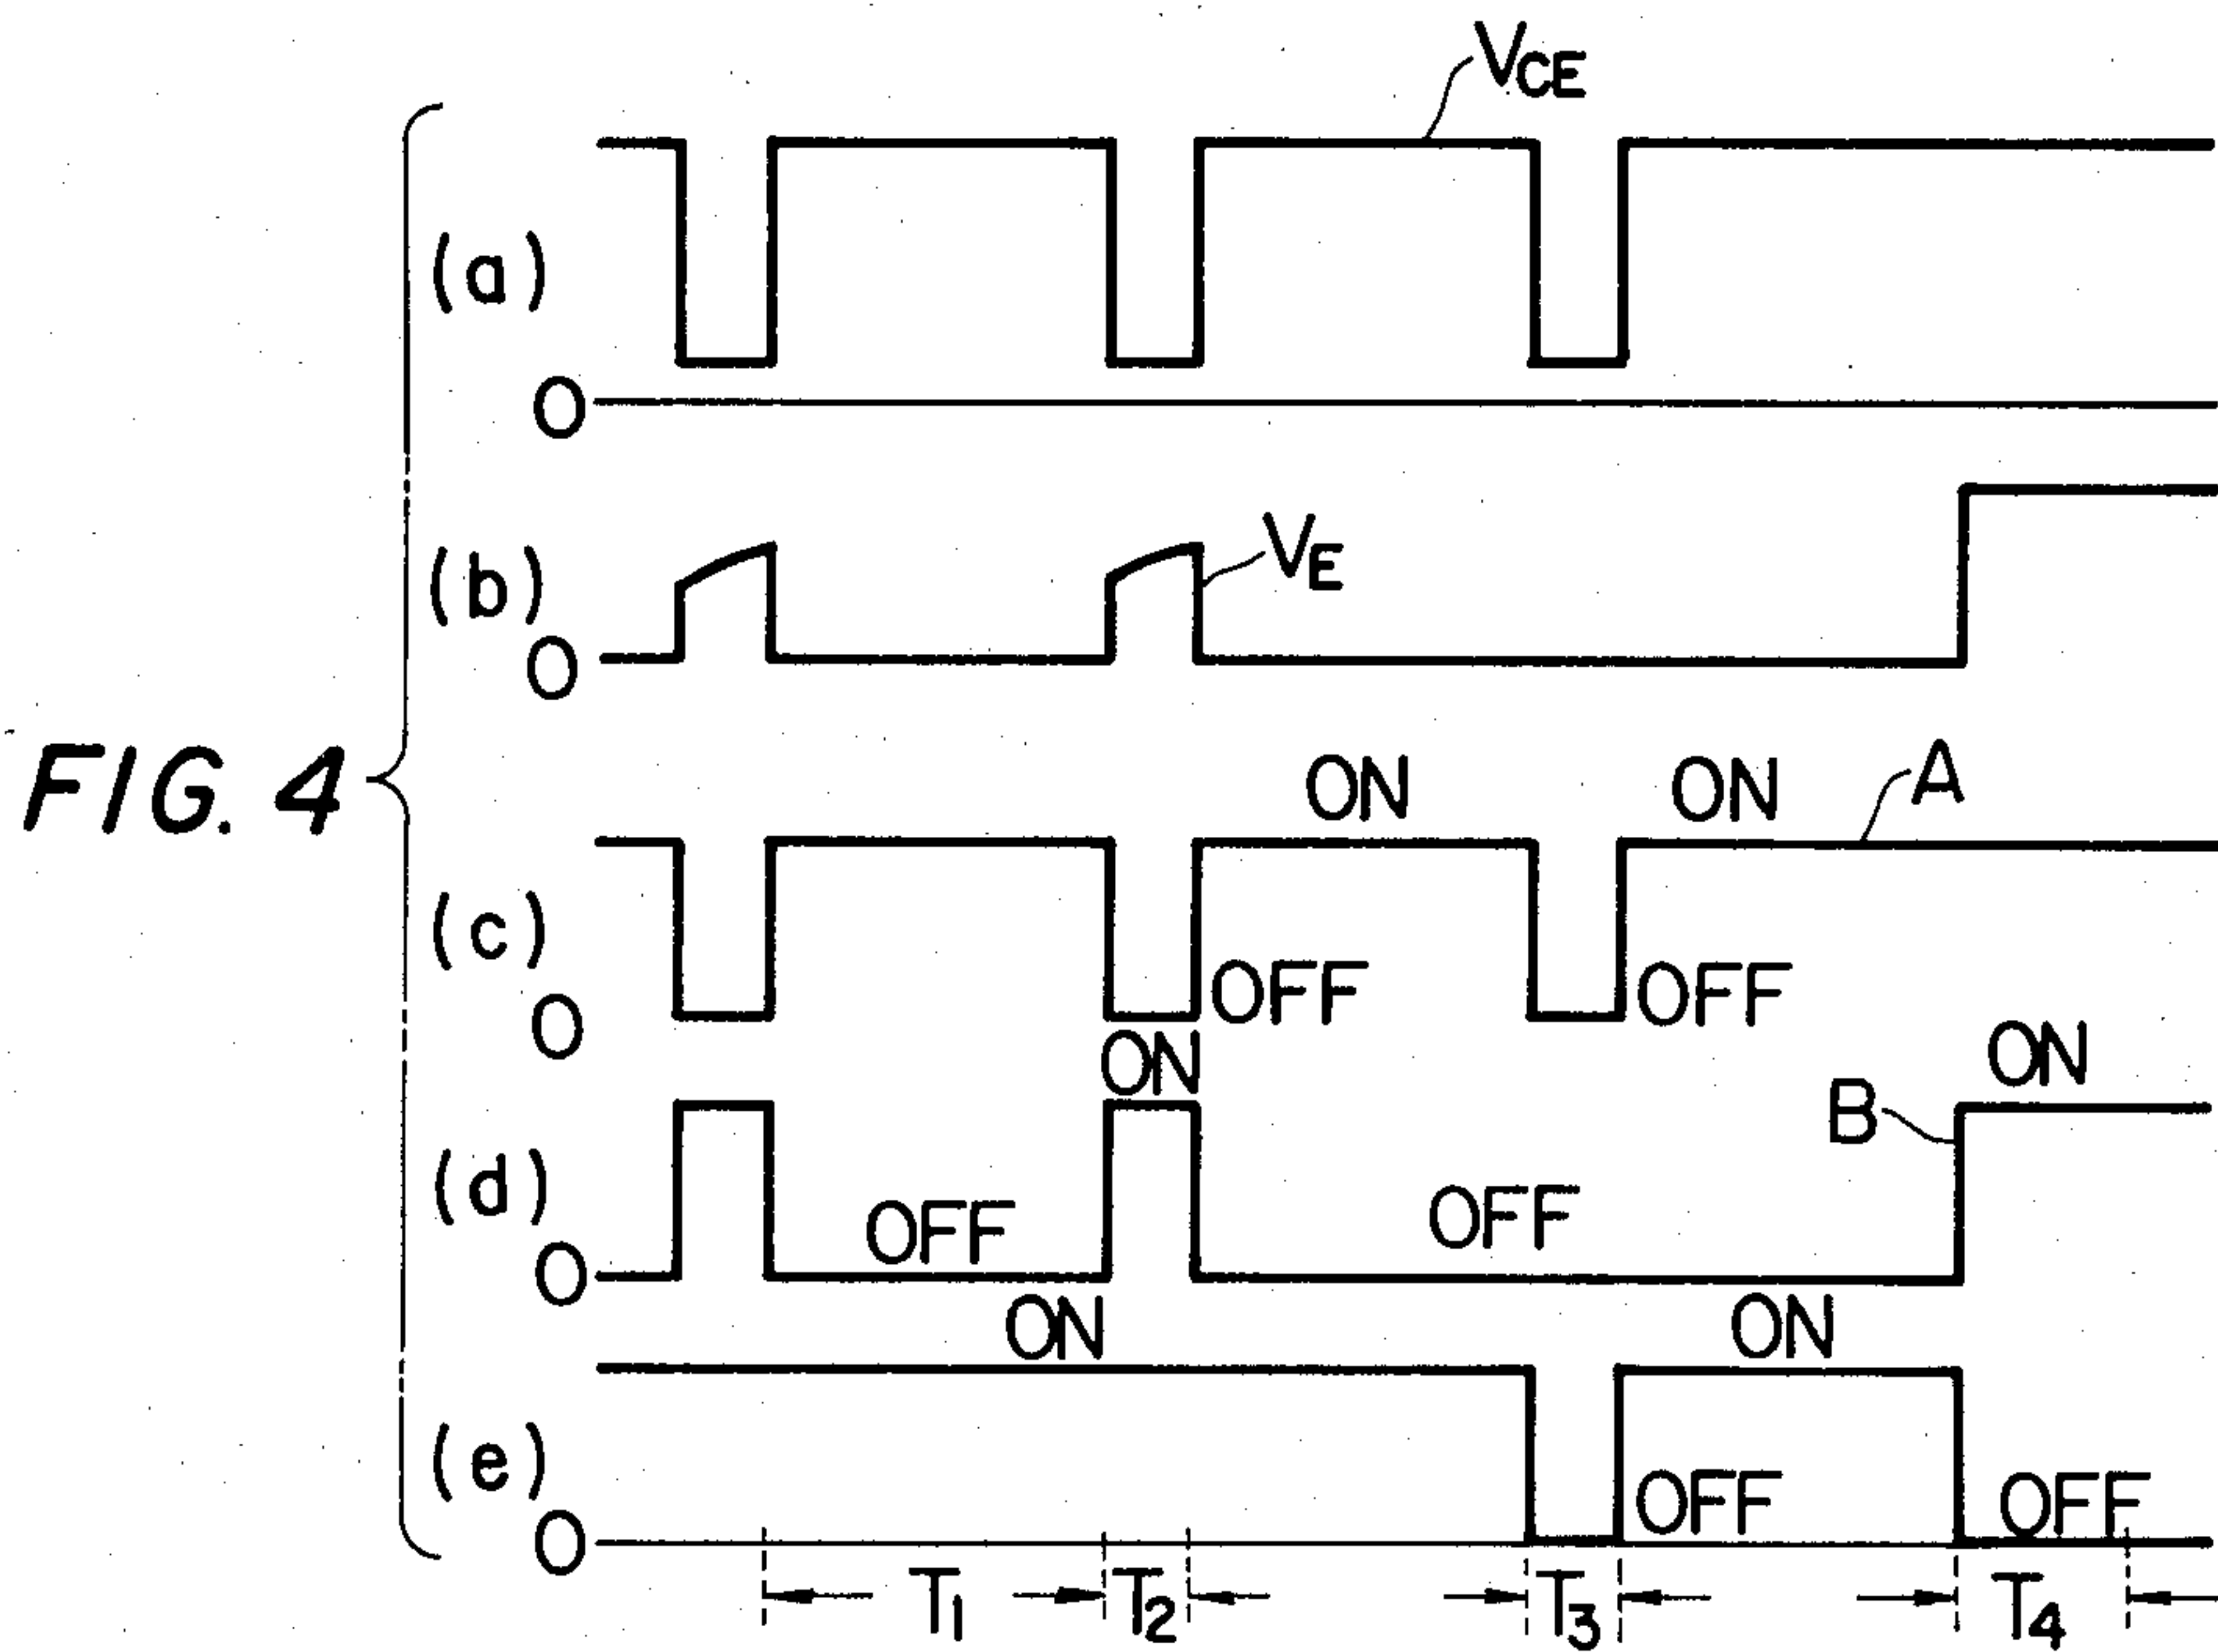 FIG. 4
VCE
(a)
O
(b)
VE
O
ON ON A
(c)
OFF OFF
O
ON ON
B
(d)
OFF OFF
O
ON ON
(e)
OFF OFF
O
T1 T2 T3 T4